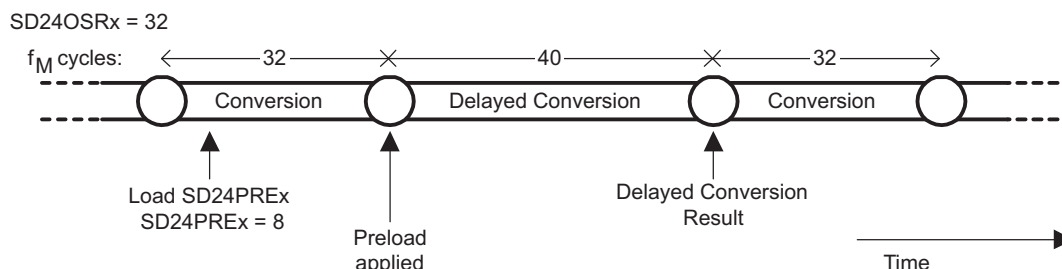 SD24OSRx = 32
fM cycles:
32
40
32
Conversion
Delayed Conversion
Conversion
Load SD24PREx
SD24PREx = 8
Preload
applied
Delayed Conversion
Result
Time